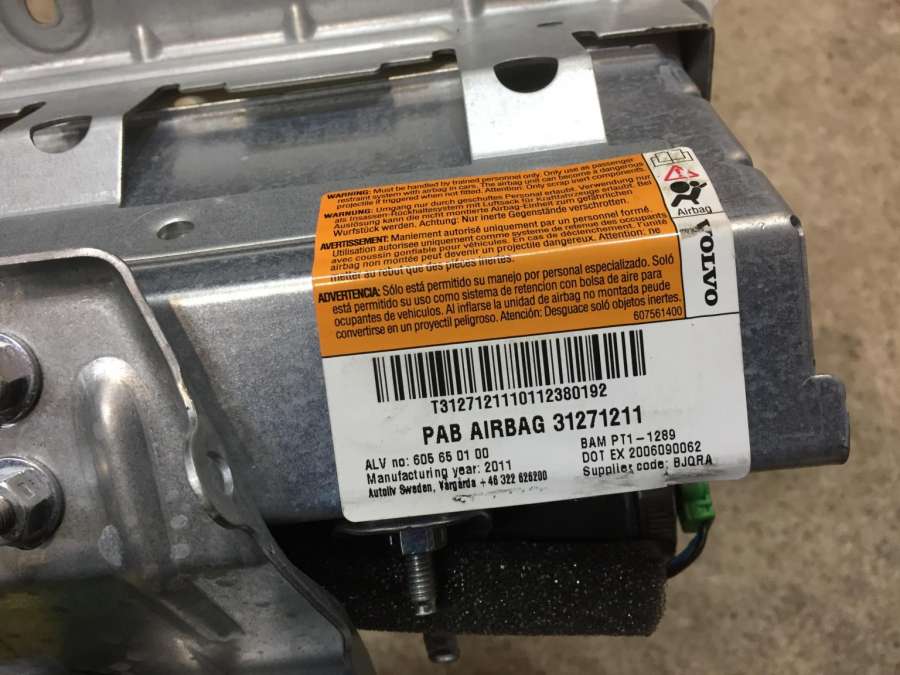 WARNING: Must be handled by trained personnel only. Only use as passenger
restraint system with airbag in cars. The airbag unit can become a dangerous
projectile if triggered when not fitted. Attention: Only scrap inert components.
WARNUNG: Umgang nur durch geschultes Personal erlaubt. Verwendung nur
als Insassen-Rückhaltesystem mit Luftsack für Kraftfahrzeuge erlaubt. Bei
Auslösung kann die nicht montierte Airbag-Einheit zum gefährlichen
Wurfstück werden. Achtung: Nur inerte Gegenstände verschrotten.
AVERTISSEMENT: Maniement autorisé uniquement par un personnel formé
Utilisation autorisée uniquement comme système de retenue des occupants
avec coussin gonflable pour véhicules. En cas de déclenchement, l'unité
airbag non montée peut devenir un projectile dangereux. Attention: ne
mettre au rebut que des pièces inertes.
ADVERTENCIA: Sólo está permitido su manejo por personal especializado. Soló
está permitido su uso como sistema de retencion con bolsa de aire para
ocupantes de vehículos. Al inflarse la unidad de airbag no montada peude
convertirse en un proyectil peligroso. Atención: Desguace soló objetos inertes.
607561400
Airbag
VOLVO
T31271211110112380192
PAB AIRBAG 31271211
ALV no: 605 65 01 00
Manufacturing year: 2011
Autoliv Sweden, Vargarda +46 322 626200
BAM PT1-1289
DOT EX 2006090062
Supplier code: BJQRA